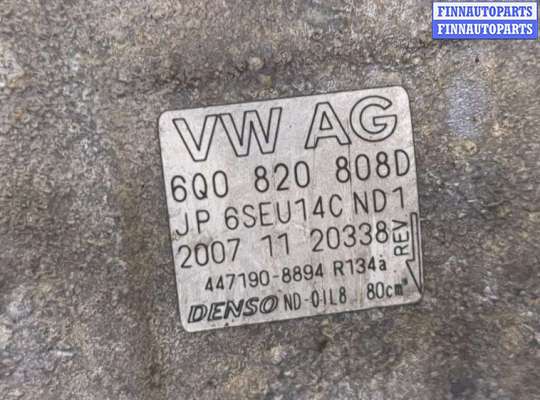 FINNAUTOPARTS
FINNAUTOPARTS
VW AG
6Q0 820 808D
JP 6SEU14C ND1
2007 11 20338 REV
447190-8894 R134a
DENSO ND-OIL8 80cm³